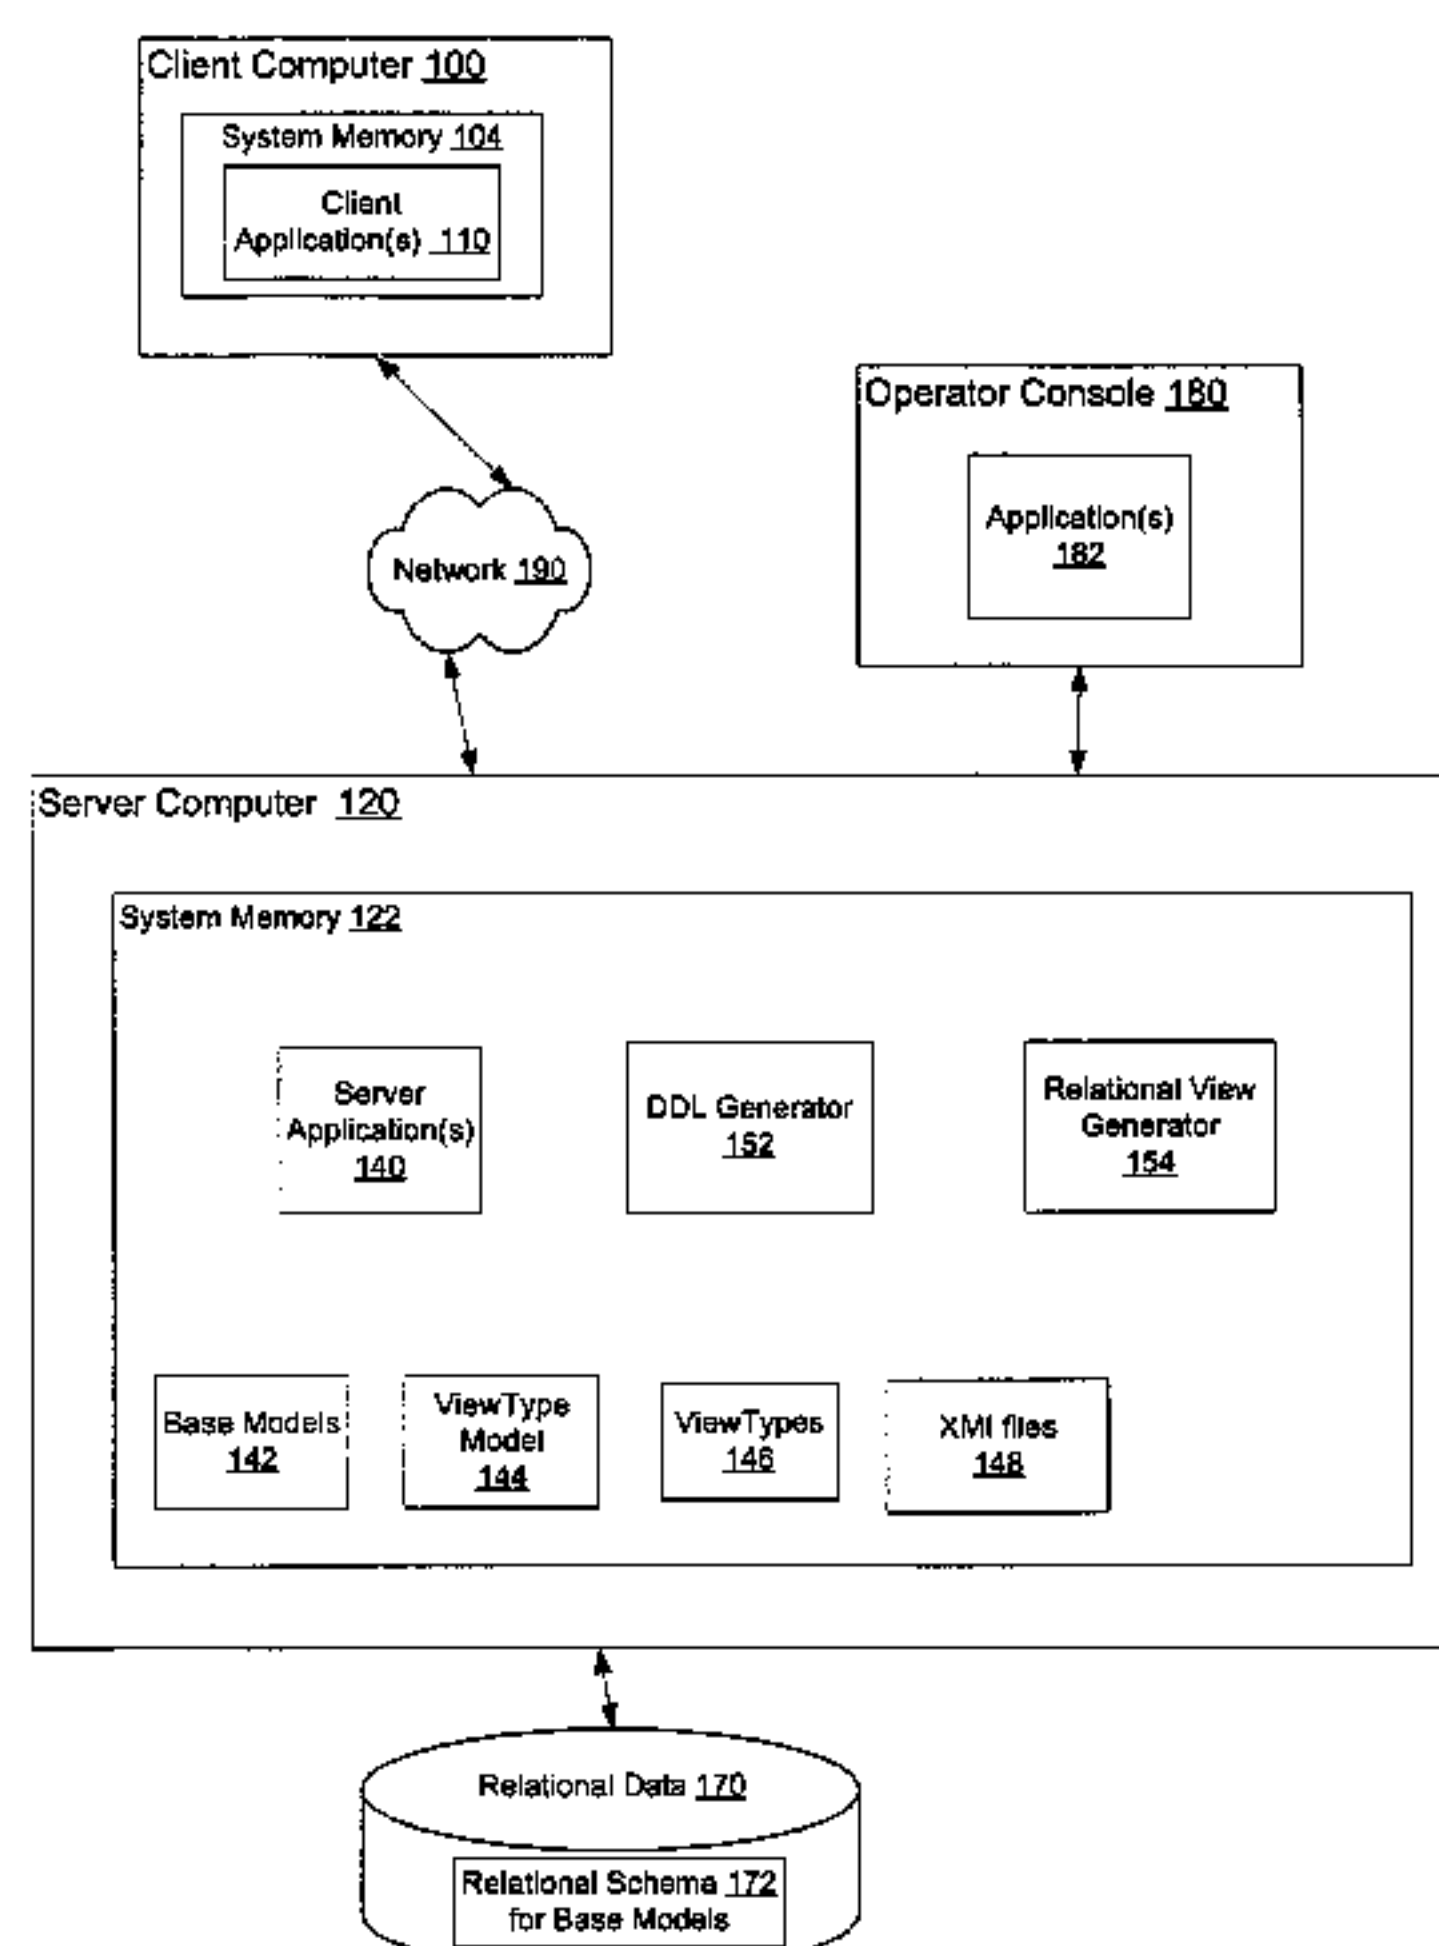 Client Computer 100
System Memory 104
Client
Application(s) 110
Operator Console 180
Application(s)
182
Network 190
Server Computer 120
System Memory 122
Server
Application(s)
140
DDL Generator
152
Relational View
Generator
154
Base Models
142
ViewType
Model
144
ViewTypes
146
XMI files
148
Relational Data 170
Relational Schema 172
for Base Models